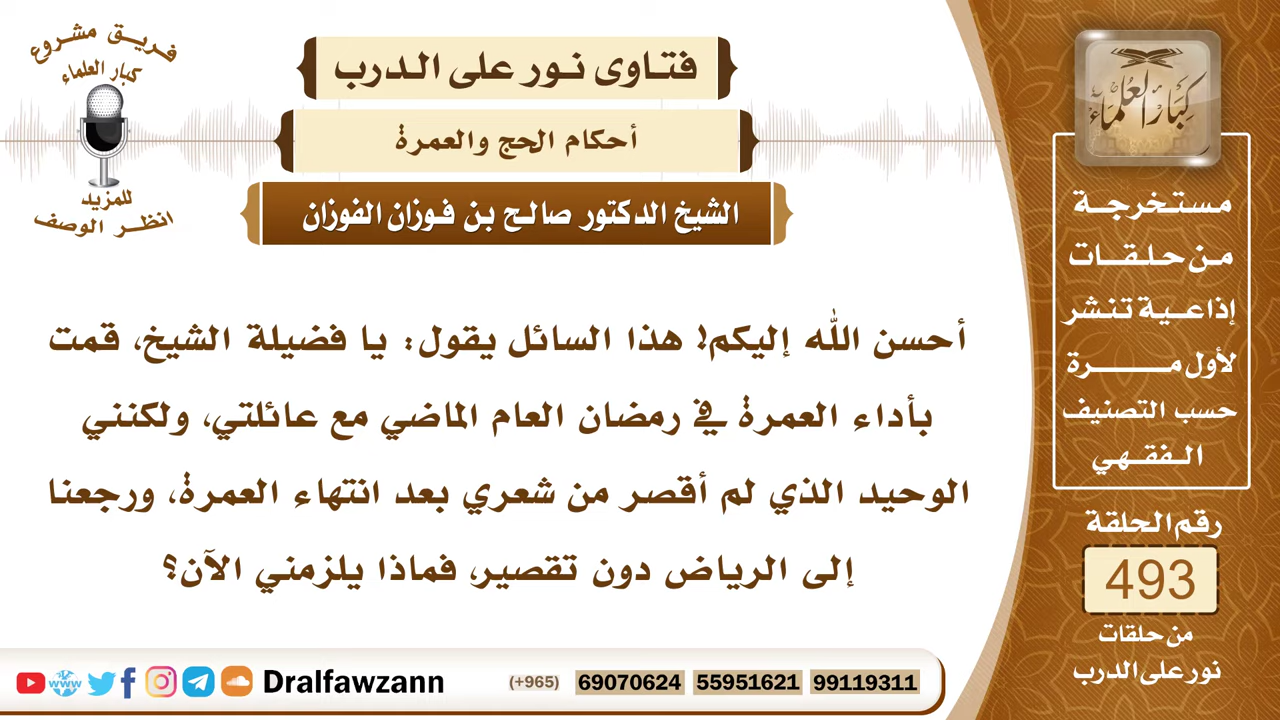 فريق مشروع
كبار العلماء
للمزيد
انظر الوصف
فتاوى نور على الدرب
أحكام الحج والعمرة
الشيخ الدكتور صالح بن فوزان الفوزان
أحسن الله إليكم! هذا السائل يقول: يا فضيلة الشيخ، قمت
بأداء العمرة في رمضان العام الماضي مع عائلتي، ولكنني
الوحيد الذي لم أقصر من شعري بعد انتهاء العمرة، ورجعنا
إلى الرياض دون تقصير، فماذا يلزمني الآن؟
كبار العلماء
مستخرجة
من حلقات
إذاعية تنشر
لأول مرة
حسب التصنيف
الفقهي
رقم الحلقة
493
من حلقات
نور على الدرب
www
Dralfawzann
(+965) 69070624 55951621 99119311